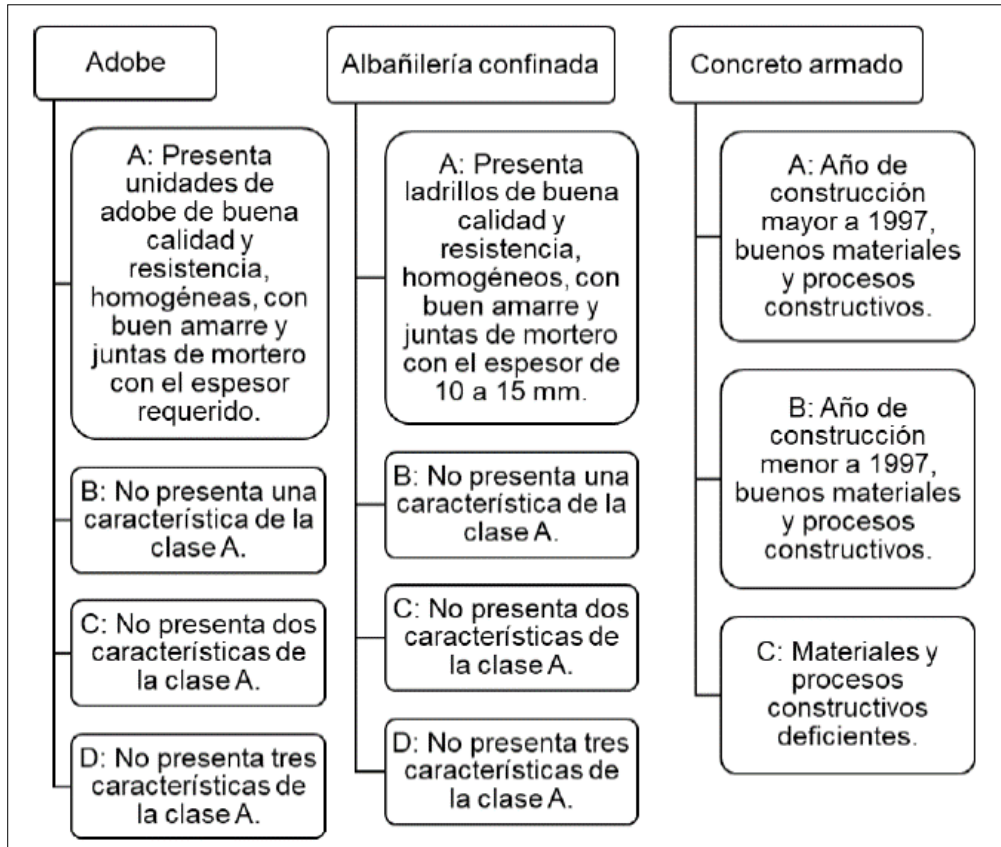 Adobe
A: Presenta
unidades de
adobe de buena
calidad y
resistencia,
homogéneas, con
buen amarre y
juntas de mortero
con el espesor
requerido.
B: No presenta una
característica de la
clase A.
C: No presenta dos
características de
la clase A.
D: No presenta tres
características de
la clase A.
Albañilería confinada
A: Presenta
ladrillos de buena
calidad y
resistencia,
homogéneos, con
buen amarre y
juntas de mortero
con el espesor de
10 a 15 mm.
B: No presenta una
característica de la
clase A.
C: No presenta dos
características de
la clase A.
D: No presenta tres
características de
la clase A.
Concreto armado
A: Año de
construcción
mayor a 1997,
buenos materiales
y procesos
constructivos.
B: Año de
construcción
menor a 1997,
buenos materiales
y procesos
constructivos.
C: Materiales y
procesos
constructivos
deficientes.